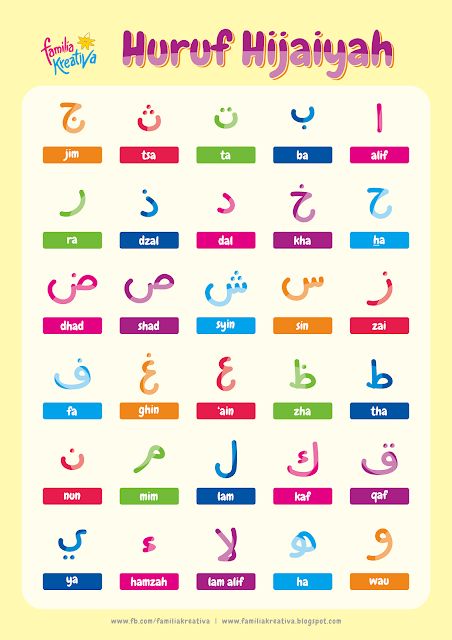 Familia Kreativa
Huruf Hijaiyah
ا ب ت ث ج
alif ba ta tsa jim
ح خ د ذ ر
ha kha dal dzal ra
ز س ش ص ض
zai sin syin shad dhad
ط ظ ع غ ف
tha zha 'ain ghin fa
ق ك ل م ن
qaf kaf lam mim nun
و ه لا ء ي
wau ha lam alif hamzah ya
www.fb.com/familiakreativa | www.familiakreativa.blogspot.com